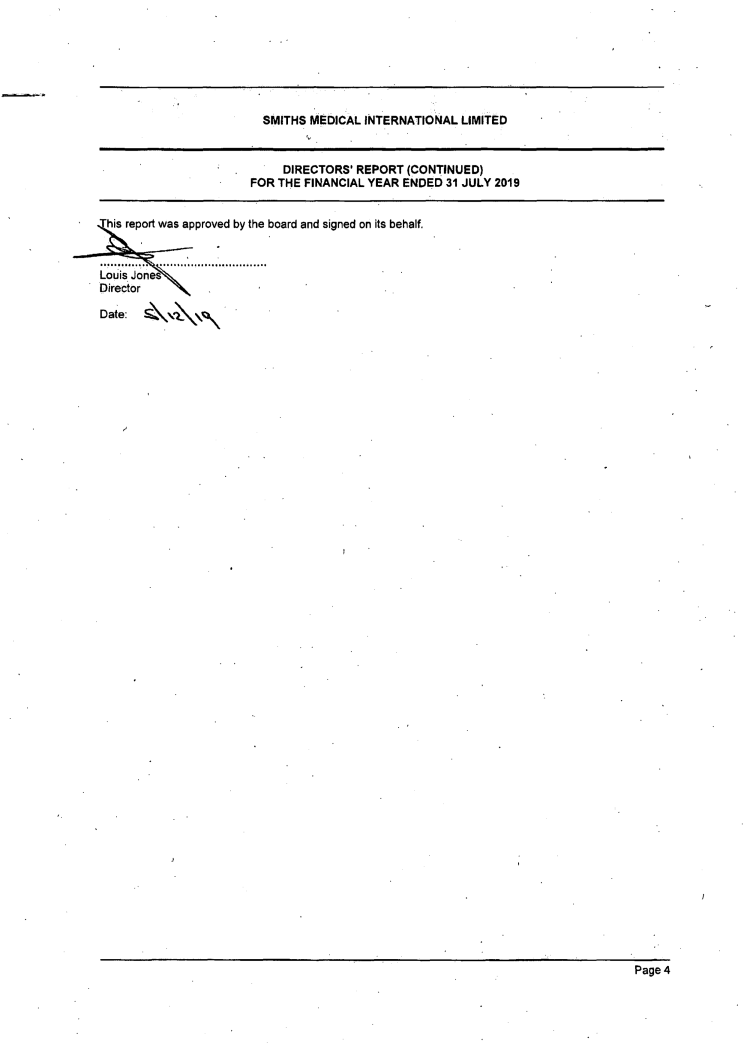 SMITHS MEDICAL INTERNATIONAL LIMITED
DIRECTORS' REPORT (CONTINUED)
FOR THE FINANCIAL YEAR ENDED 31 JULY 2019
This report was approved by the board and signed on its behalf.
Louis Jones
Director
Date: 5\12\19
Page 4